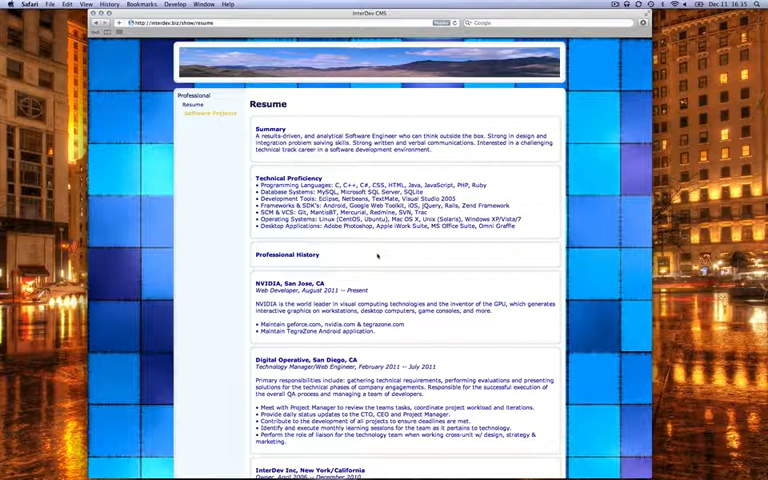 Safari File Edit View History Bookmarks Develop Window Help Dec 11 16:35
InterDev CMS
http://interdev.biz/show/resume Reader Google
Professional
Resume
Software Projects
Resume
Summary
A results-driven, and analytical Software Engineer who can think outside the box. Strong in design and
integration problem solving skills. Strong written and verbal communications. Interested in a challenging
technical track career in a software development environment.
Technical Proficiency
• Programming Languages: C, C++, C#, CSS, HTML, Java, JavaScript, PHP, Ruby
• Database Systems: MySQL, Microsoft SQL Server, SQLite
• Development Tools: Eclipse, Netbeans, TextMate, Visual Studio 2005
• Frameworks & SDK's: Android, Google Web Toolkit, iOS, jQuery, Rails, Zend Framework
• SCM & VCS: Git, MantisBT, Mercurial, Redmine, SVN, Trac
• Operating Systems: Linux (CentOS, Ubuntu), Mac OS X, Unix (Solaris), Windows XP/Vista/7
• Desktop Applications: Adobe Photoshop, Apple iWork Suite, MS Office Suite, Omni Graffle
Professional History
NVIDIA, San Jose, CA
Web Developer, August 2011 -- Present
NVIDIA is the world leader in visual computing technologies and the inventor of the GPU, which generates
interactive graphics on workstations, desktop computers, game consoles, and more.
• Maintain geforce.com, nvidia.com & tegrazone.com
• Maintain TegraZone Android application.
Digital Operative, San Diego, CA
Technology Manager/Web Engineer, February 2011 -- July 2011
Primary responsibilities include: gathering technical requirements, performing evaluations and presenting
solutions for the technical phases of company engagements. Responsible for the successful execution of
the overall QA process and managing a team of developers.
• Meet with Project Manager to review the teams tasks, coordinate project workload and iterations.
• Provide daily status updates to the CTO, CEO and Project Manager.
• Contribute to the development of all projects to ensure deadlines are met.
• Identify and execute monthly learning sessions for the team as it pertains to technology.
• Perform the role of liaison for the technology team when working cross-unit w/ design, strategy &
marketing.
InterDev Inc, New York/California
Owner, April 2006 -- December 2010